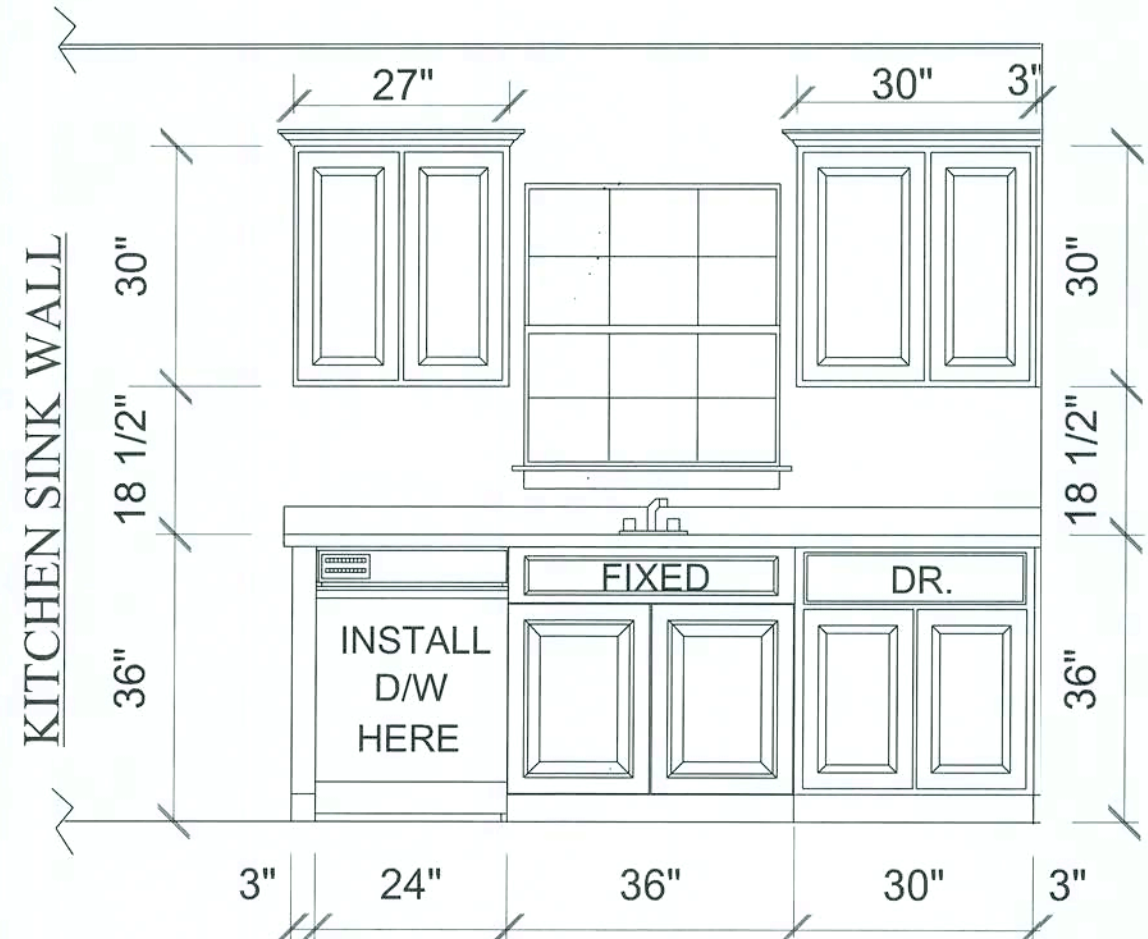 27"
30"
3"
KITCHEN SINK WALL
30"
30"
18 1/2"
18 1/2"
FIXED
DR.
INSTALL
D/W
HERE
36"
36"
3"
24"
36"
30"
3"